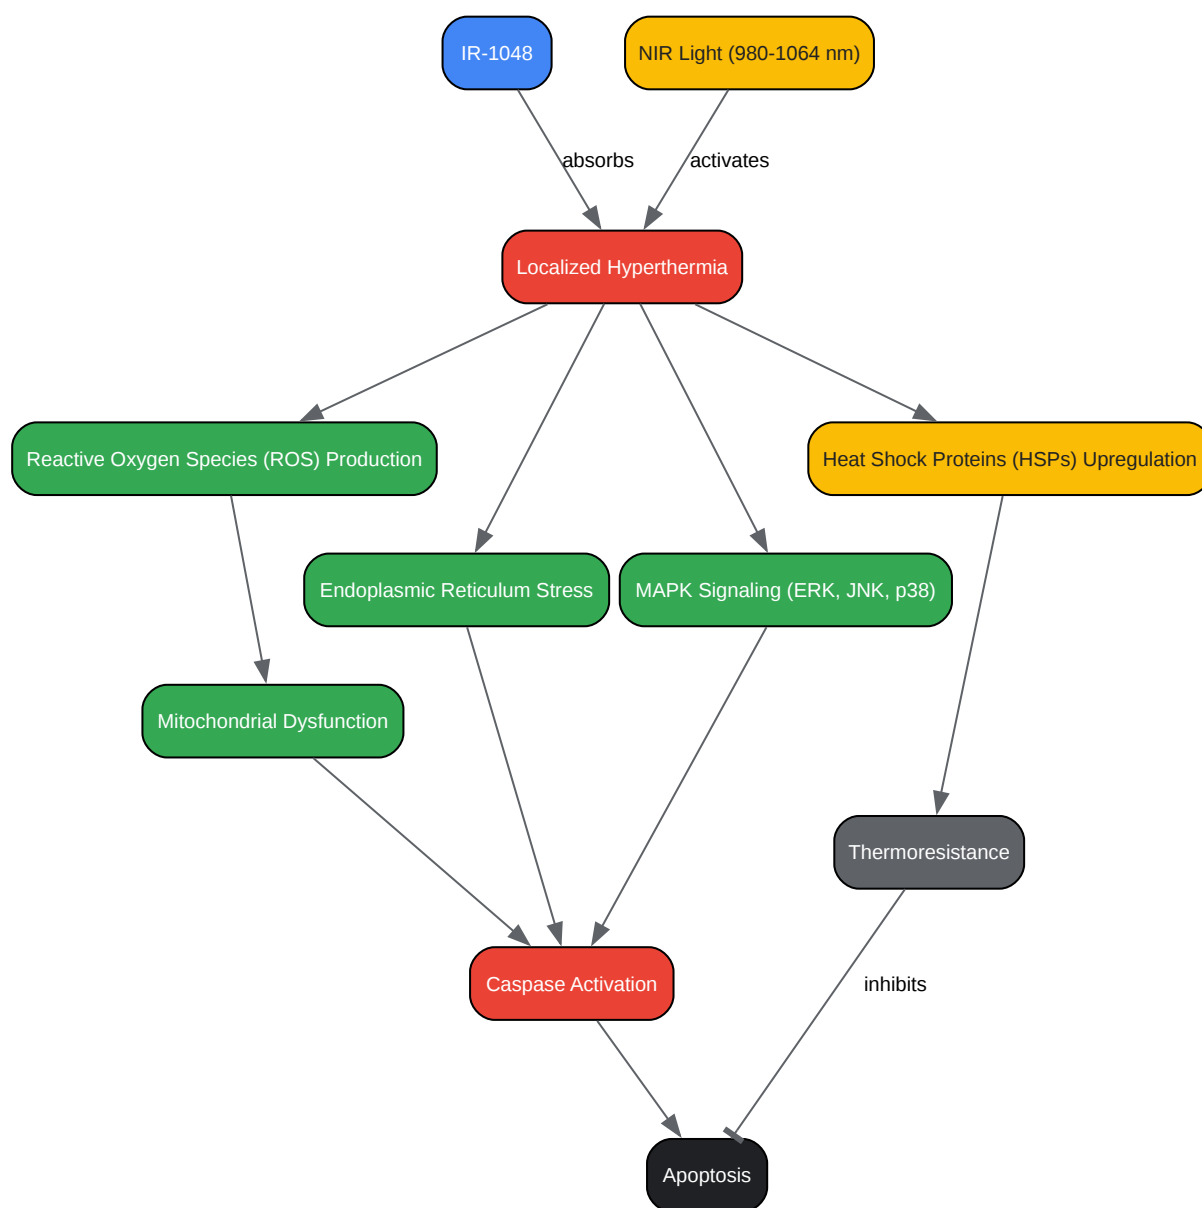 IR-1048
NIR Light (980-1064 nm)
absorbs
activates
Localized Hyperthermia
Reactive Oxygen Species (ROS) Production
Heat Shock Proteins (HSPs) Upregulation
Endoplasmic Reticulum Stress
MAPK Signaling (ERK, JNK, p38)
Mitochondrial Dysfunction
Thermoresistance
Caspase Activation
inhibits
Apoptosis